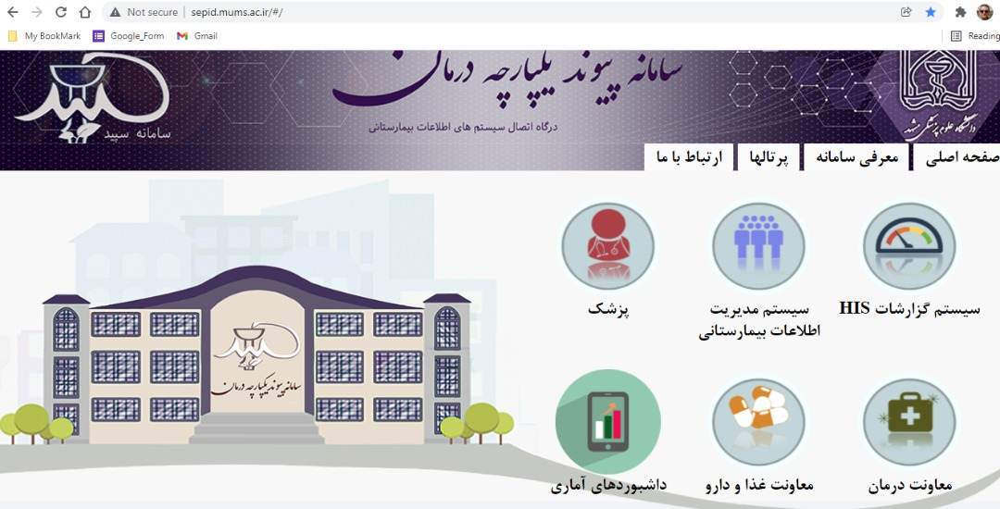 Not secure | sepid.mums.ac.ir/#/
My BookMark
Google_Form
Gmail
Reading
سپید
سامانه سپید
سامانه پیوند یکپارچه درمان
درگاه اتصال سیستم های اطلاعات بیمارستانی
دانشگاه علوم پزشکی مشهد
صفحه اصلی
معرفی سامانه
پرتالها
ارتباط با ما
سپید
سامانه پیوند یکپارچه درمان
سیستم گزارشات HIS
سیستم مدیریت
اطلاعات بیمارستانی
پزشک
معاونت درمان
معاونت غذا و دارو
داشبوردهای آماری